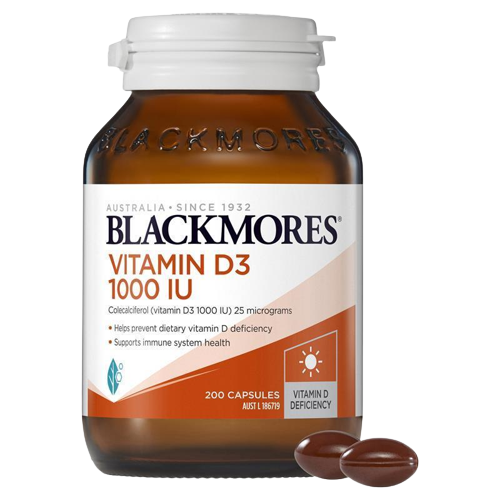 BLACKMORES
AUSTRALIA • SINCE 1932
BLACKMORES®
VITAMIN D3
1000 IU
Colecalciferol (vitamin D3 1000 IU) 25 micrograms
• Helps prevent dietary vitamin D deficiency
• Supports immune system health
200 CAPSULES
AUST L 186719
VITAMIN D
DEFICIENCY